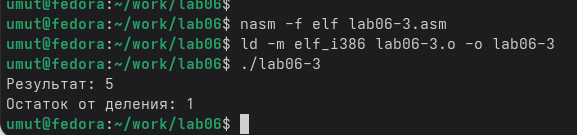 umut@fedora:~/work/lab06$
umut@fedora:~/work/lab06$ nasm -f elf lab06-3.asm
umut@fedora:~/work/lab06$ ld -m elf_i386 lab06-3.o -o lab06-3
umut@fedora:~/work/lab06$ ./lab06-3
Результат: 5
Остаток от деления: 1
umut@fedora:~/work/lab06$